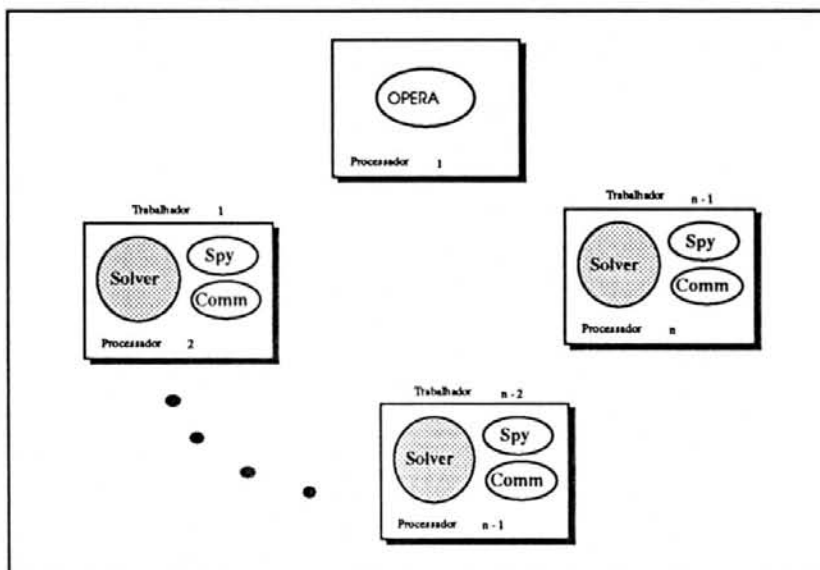 OPERA
Processador 1
Trabalhador 1
Solver
Spy
Comm
Processador 2
Trabalhador n - 1
Solver
Spy
Comm
Processador n
Trabalhador n - 2
Solver
Spy
Comm
Processador n - 1